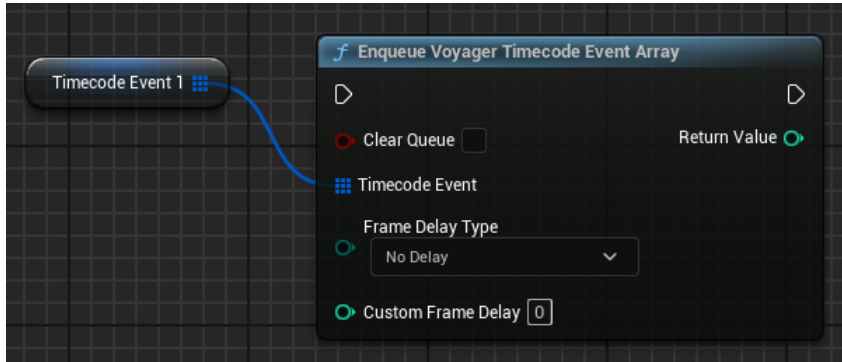 Timecode Event 1
Enqueue Voyager Timecode Event Array
Clear Queue
Return Value
Timecode Event
Frame Delay Type
No Delay
Custom Frame Delay 0